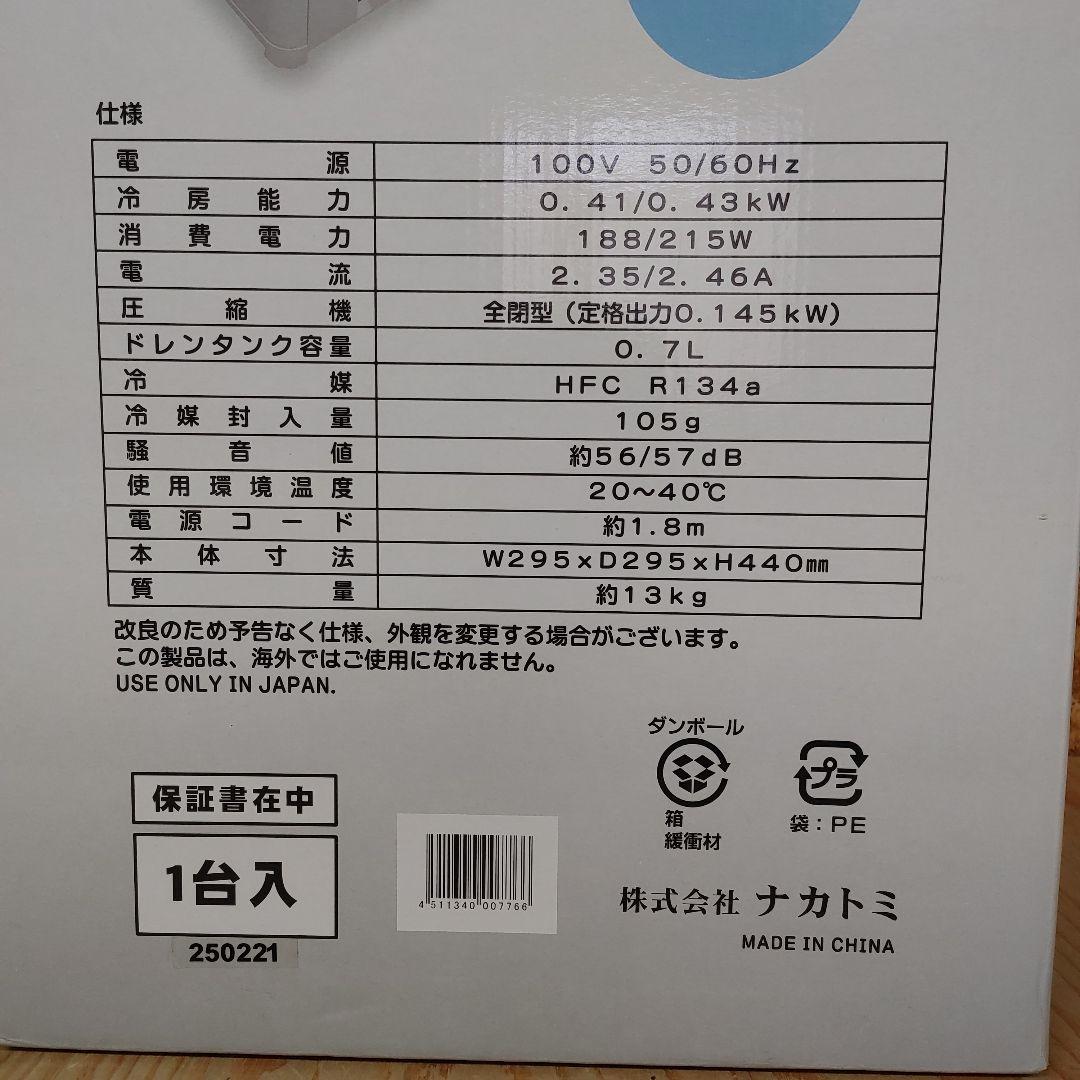 仕様
電源 100V 50/60Hz
冷房能力 0.41/0.43kW
消費電力 188/215W
電流 2.35/2.46A
圧縮機 全閉型（定格出力0.145kW）
ドレンタンク容量 0.7L
冷媒 HFC R134a
冷媒封入量 105g
騒音値 約56/57dB
使用環境温度 20～40℃
電源コード 約1.8m
本体寸法 W295xD295xH440mm
質量 約13kg
改良のため予告なく仕様、外観を変更する場合がございます。
この製品は、海外ではご使用になれません。
USE ONLY IN JAPAN.
ダンボール
プラ
箱
緩衝材
袋：PE
保証書在中
1台入
250221
4 511340 007766
株式会社 ナカトミ
MADE IN CHINA